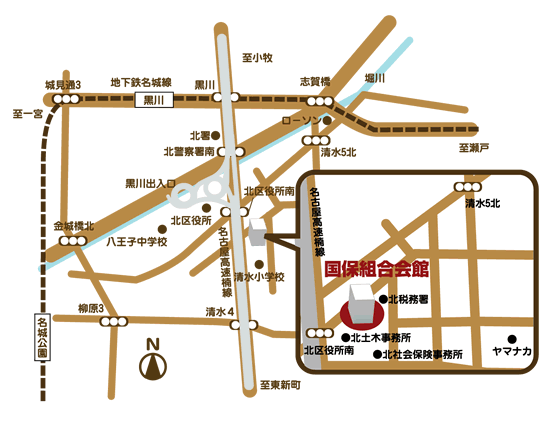 至小牧
城見通3
地下鉄名城線
黒川
志賀橋
堀川
黒川
至一宮
ローソン
北署
清水5北
至瀬戸
北警察署南
黒川出入口
北区役所南
名古屋高速楠線
清水5北
北区役所
金城橋北
八王子中学校
名古屋高速楠線
国保組合会館
清水小学校
北税務署
柳原3
清水4
名城公園
北土木事務所
北区役所南
北社会保険事務所
ヤマナカ
N
至東新町